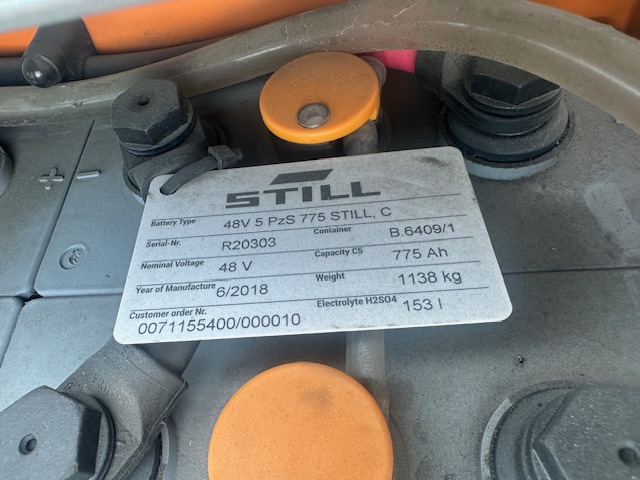 STILL
Battery Type 48V 5 PzS 775 STILL, C
Serial-Nr. R20303 Container B.6409/1
Nominal Voltage 48 V Capacity C5 775 Ah
Year of Manufacture 6/2018 Weight 1138 kg
Customer order Nr. Electrolyte H2SO4 153 l
0071155400/000010
+ −